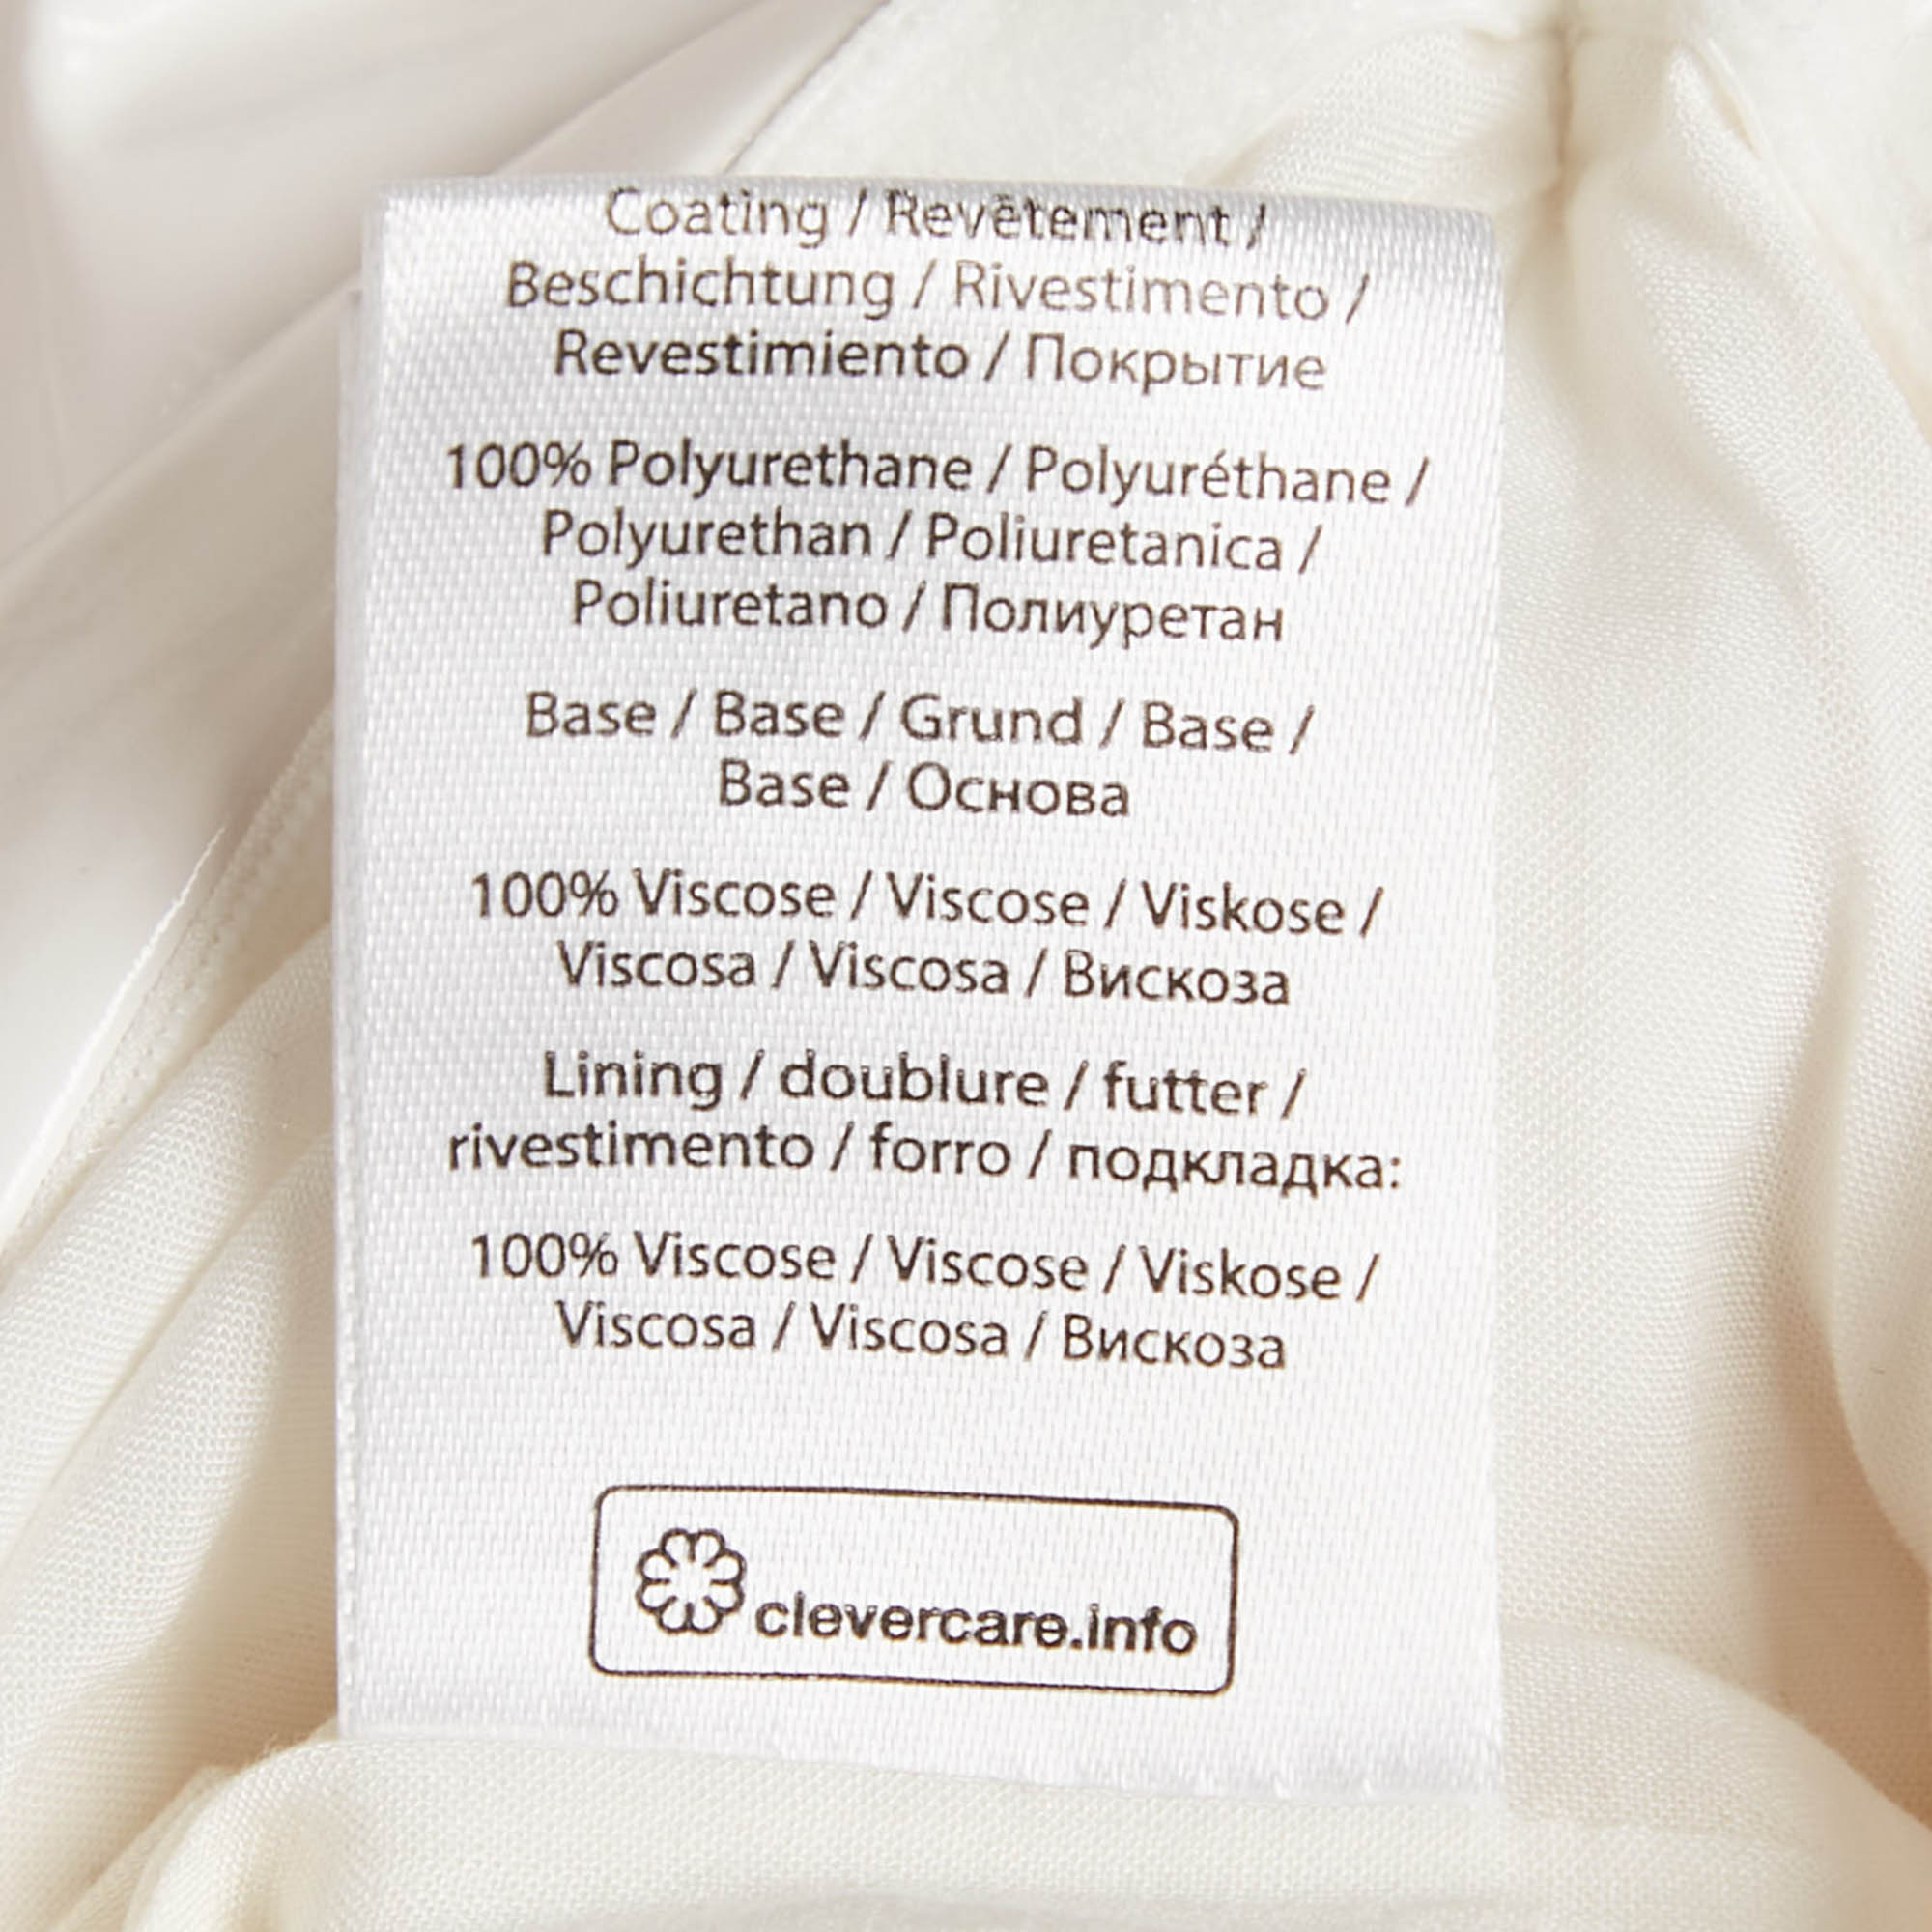 Coating / Revêtement /
Beschichtung / Rivestimento /
Revestimiento / Покрытие
100% Polyurethane / Polyuréthane /
Polyurethan / Poliuretanica /
Poliuretano / Полиуретан
Base / Base / Grund / Base /
Base / Основа
100% Viscose / Viscose / Viskose /
Viscosa / Viscosa / Вискоза
Lining / doublure / futter /
rivestimento / forro / подкладка:
100% Viscose / Viscose / Viskose /
Viscosa / Viscosa / Вискоза
clevercare.info